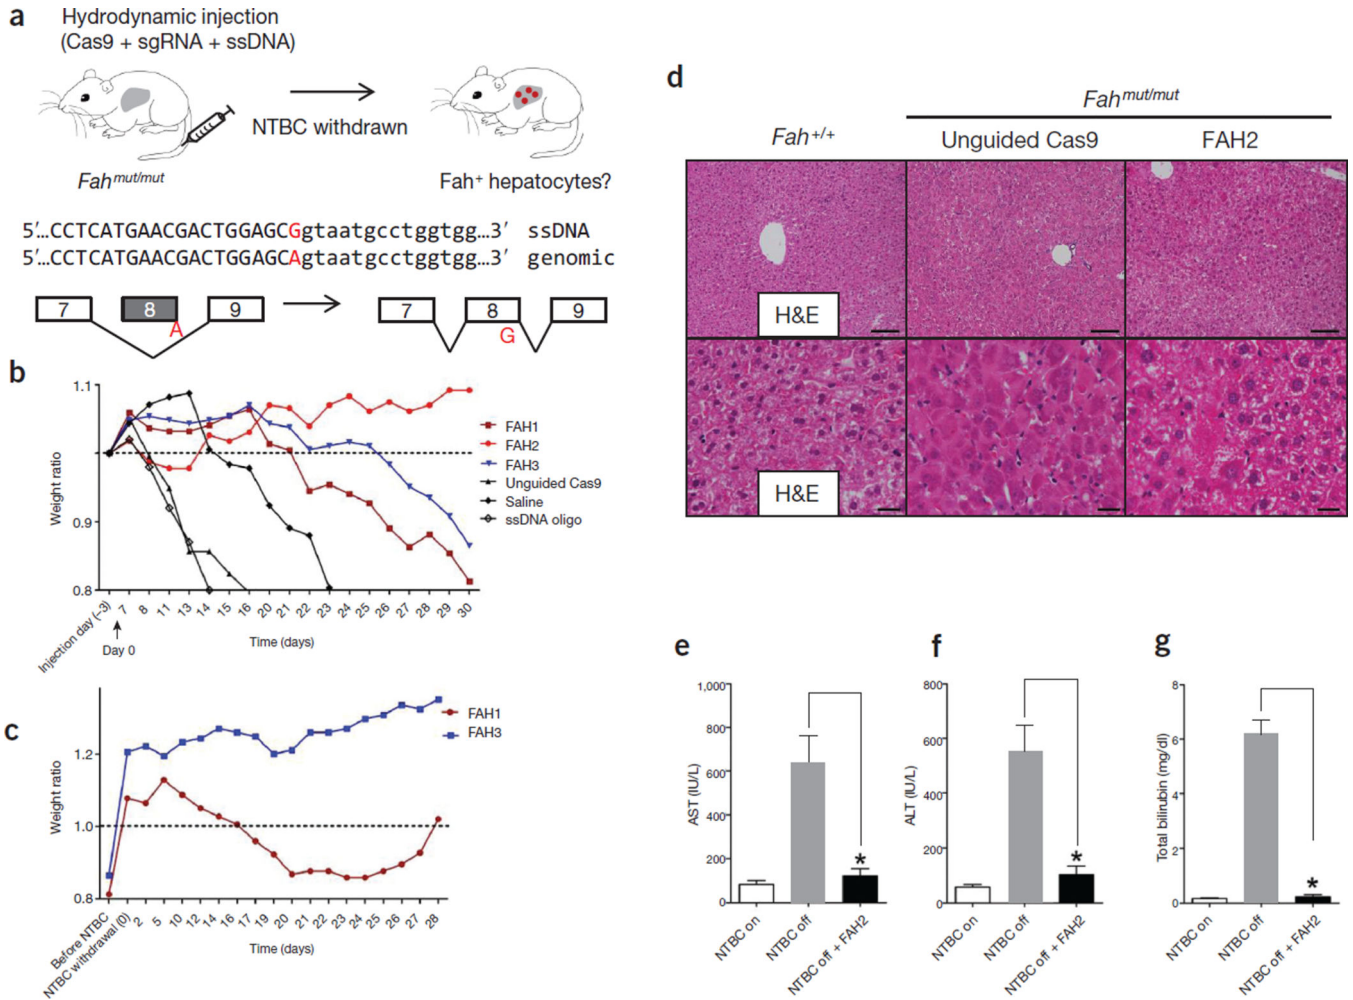 a
Hydrodynamic injection
(Cas9 + sgRNA + ssDNA)
NTBC withdrawn
Fah mut/mut
Fah+ hepatocytes?
5′…CCTCATGAACGACTGGAGCGgtaatgcctggtgg…3′ ssDNA
5′…CCTCATGAACGACTGGAGCAgtaatgcctggtgg…3′ genomic
7 8 9 7 8 9
A G
b
1.1
0.9
0.8
Weight ratio
FAH1
FAH2
FAH3
Unguided Cas9
Saline
ssDNA oligo
Injection day (–3) 7 8 11 13 14 15 16 20 21 22 23 24 25 26 27 28 29 30
Day 0
Time (days)
c
1.2
1.0
0.8
Weight ratio
FAH1
FAH3
Before NTBC NTBC withdrawal (0) 2 5 10 12 14 16 17 19 20 21 22 23 24 25 26 27 28
Time (days)
d
Fah mut/mut
Fah +/+ Unguided Cas9 FAH2
H&E
H&E
e
1,000
800
600
400
200
0
AST (IU/L)
*
NTBC on NTBC off NTBC off + FAH2
f
800
600
400
200
0
ALT (IU/L)
*
NTBC on NTBC off NTBC off + FAH2
g
8
6
4
2
0
Total bilirubin (mg/dl)
*
NTBC on NTBC off NTBC off + FAH2